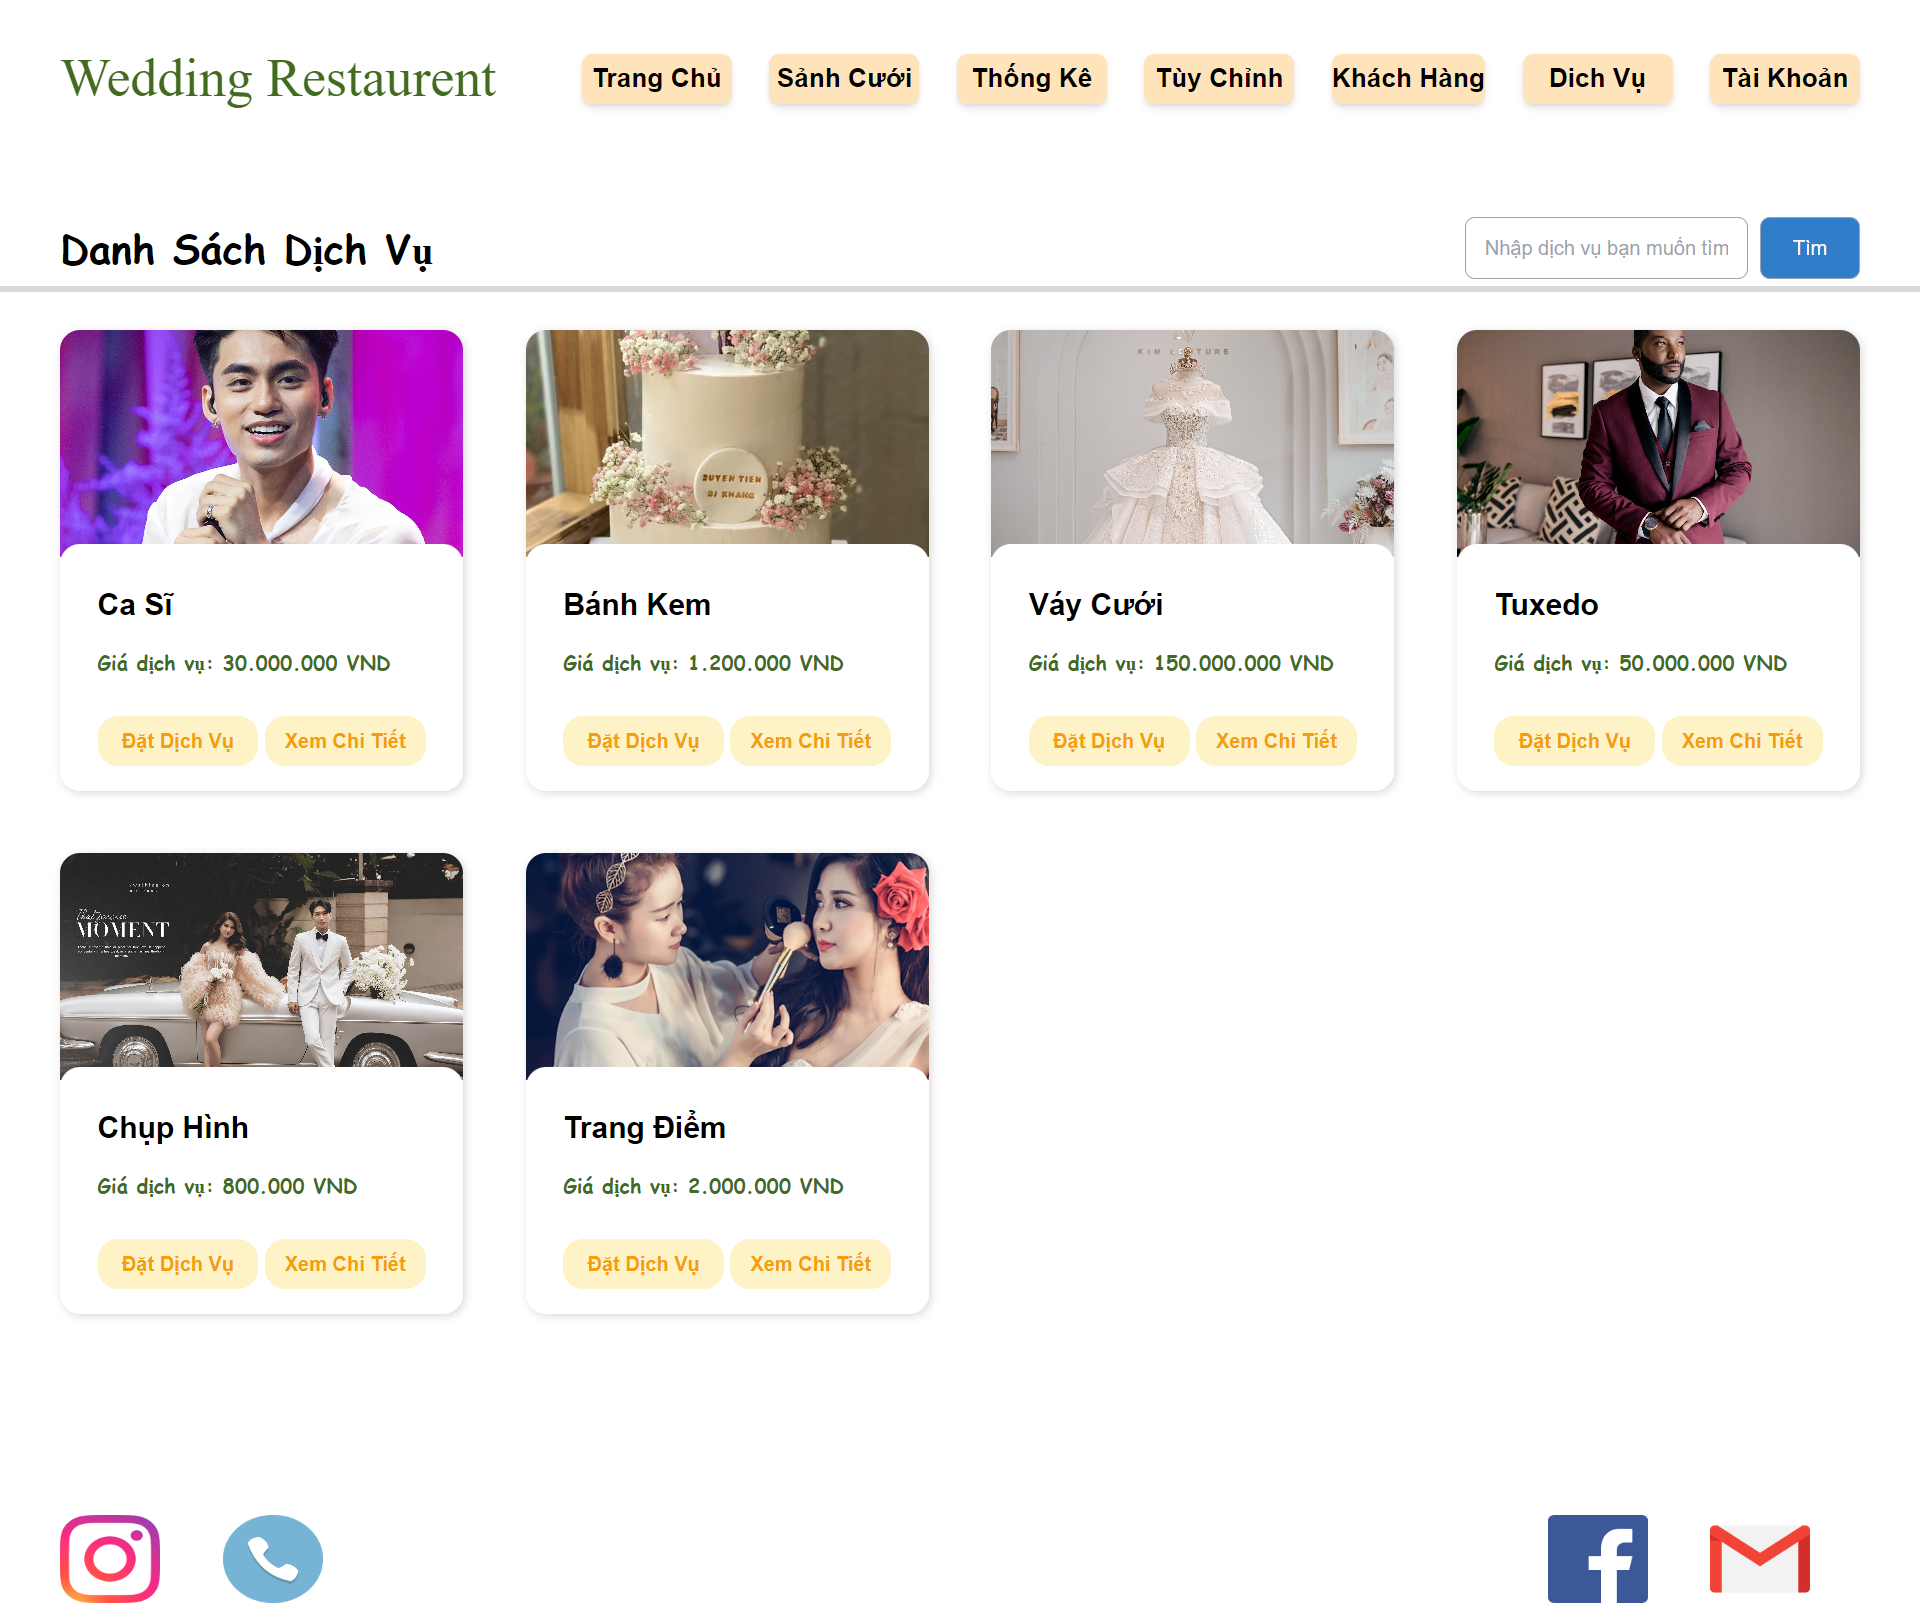 Wedding Restaurent
Trang Chủ
Sảnh Cưới
Thống Kê
Tùy Chỉnh
Khách Hàng
Dich Vụ
Tài Khoản
Danh Sách Dịch Vụ
Nhập dịch vụ bạn muốn tìm
Tìm
Ca Sĩ
Giá dịch vụ: 30.000.000 VND
Đặt Dịch Vụ
Xem Chi Tiết
BUYEN TIEN
BI KHANG
Bánh Kem
Giá dịch vụ: 1.200.000 VND
Đặt Dịch Vụ
Xem Chi Tiết
Váy Cưới
Giá dịch vụ: 150.000.000 VND
Đặt Dịch Vụ
Xem Chi Tiết
Tuxedo
Giá dịch vụ: 50.000.000 VND
Đặt Dịch Vụ
Xem Chi Tiết
MOMENT
Chụp Hình
Giá dịch vụ: 800.000 VND
Đặt Dịch Vụ
Xem Chi Tiết
Trang Điểm
Giá dịch vụ: 2.000.000 VND
Đặt Dịch Vụ
Xem Chi Tiết